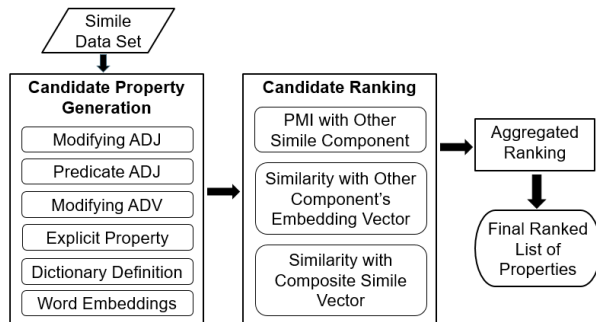 Simile
Data Set
Candidate Property
Generation
Modifying ADJ
Predicate ADJ
Modifying ADV
Explicit Property
Dictionary Definition
Word Embeddings
Candidate Ranking
PMI with Other
Simile Component
Similarity with Other
Component's
Embedding Vector
Similarity with
Composite Simile
Vector
Aggregated
Ranking
Final Ranked
List of
Properties